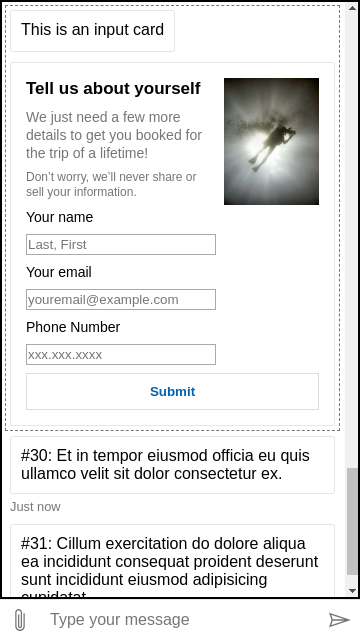 This is an input card
Tell us about yourself
We just need a few more
details to get you booked for
the trip of a lifetime!
Don't worry, we'll never share or
sell your information.
Your name
Last, First
Your email
youremail@example.com
Phone Number
xxx.xxx.xxxx
Submit
#30: Et in tempor eiusmod officia eu quis
ullamco velit sit dolor consectetur ex.
Just now
#31: Cillum exercitation do dolore aliqua
ea incididunt consequat proident deserunt
sunt incididunt eiusmod adipisicing
cupidatat
Type your message